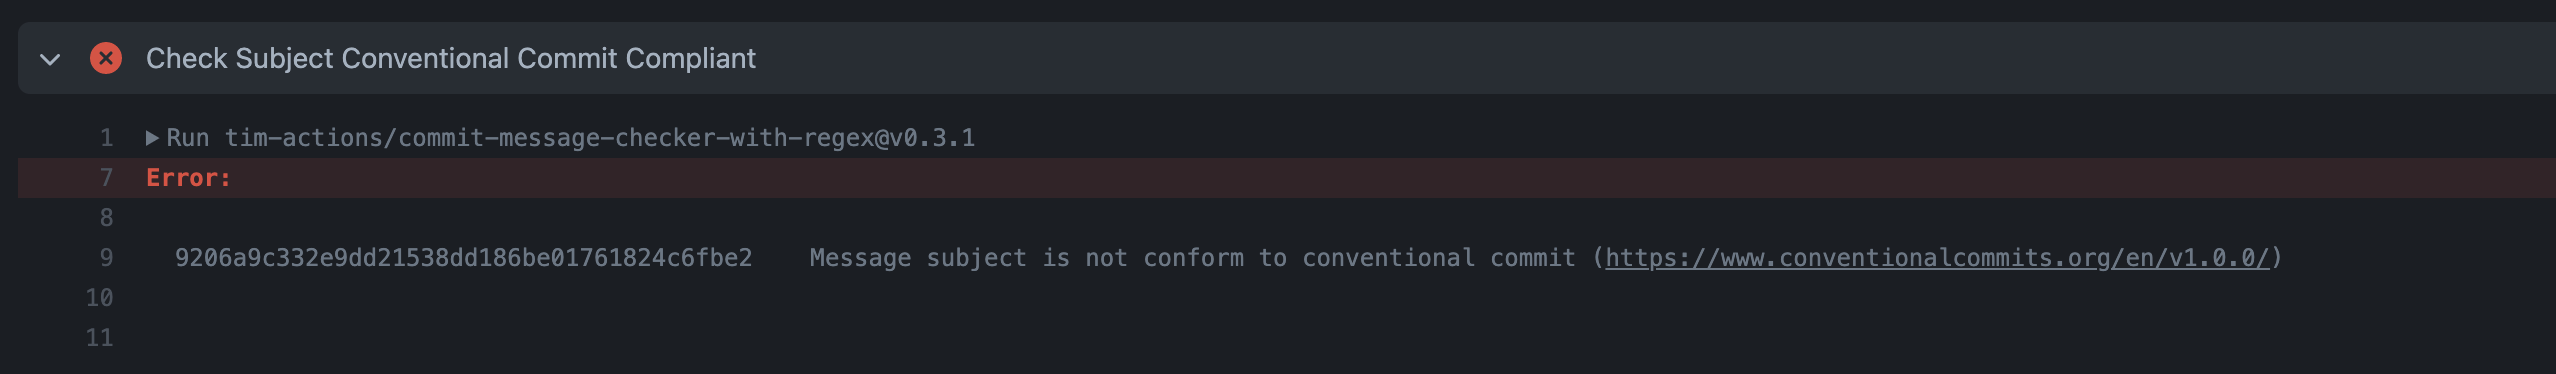 Check Subject Conventional Commit Compliant
1 Run tim-actions/commit-message-checker-with-regex@v0.3.1
7 Error:
8
9 9206a9c332e9dd21538dd186be01761824c6fbe2 Message subject is not conform to conventional commit (https://www.conventionalcommits.org/en/v1.0.0/)
10
11